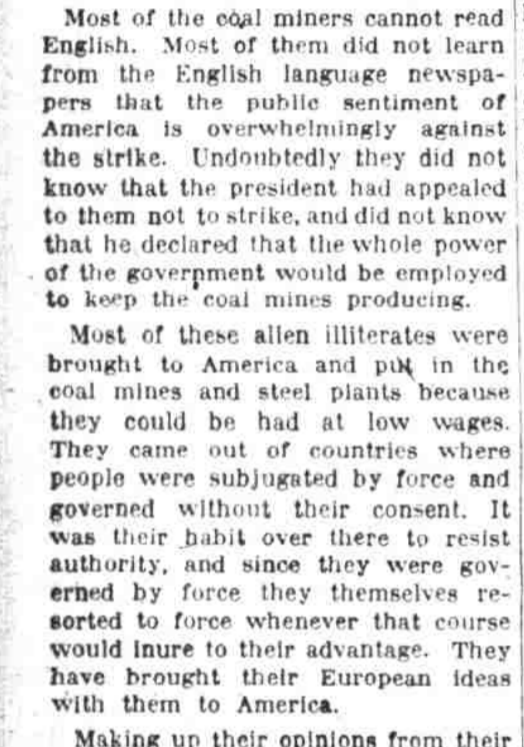 Most of the coal miners cannot read
English. Most of them did not learn
from the English language newspa-
pers that the public sentiment of
America is overwhelmingly against
the strike. Undoubtedly they did not
know that the president had appealed
to them not to strike, and did not know
that he declared that the whole power
of the government would be employed
to keep the coal mines producing.
Most of these alien illiterates were
brought to America and put in the
coal mines and steel plants because
they could be had at low wages.
They came out of countries where
people were subjugated by force and
governed without their consent. It
was their habit over there to resist
authority, and since they were gov-
erned by force they themselves re-
sorted to force whenever that course
would inure to their advantage. They
have brought their European ideas
with them to America.
Making up their opinions from their